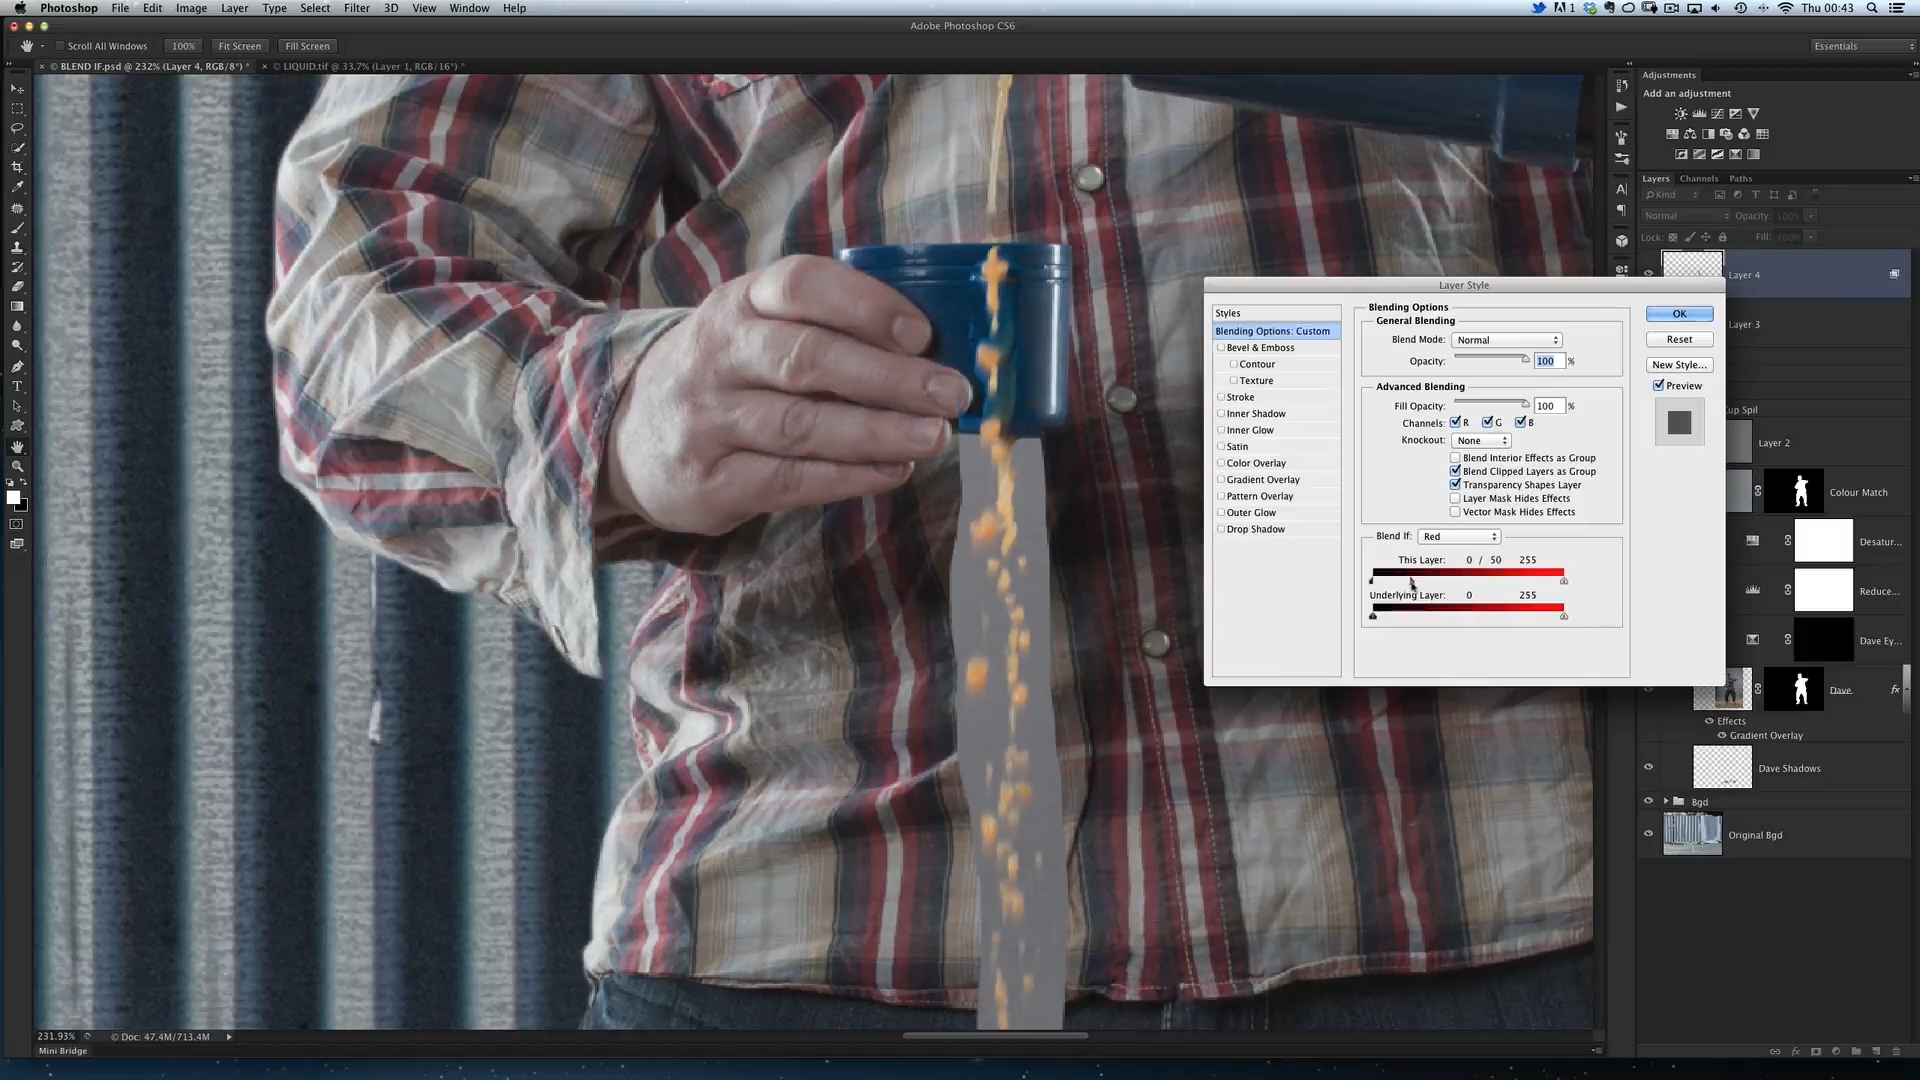 Photoshop File Edit Image Layer Type Select Filter 3D View Window Help
1 Thu 00:43
Adobe Photoshop CS6
Scroll All Windows 100% Fit Screen Fill Screen Essentials
× © BLEND IF.psd @ 232% (Layer 4, RGB/8*) * × © LIQUID.tif @ 33.7% (Layer 1, RGB/16*) *
Adjustments
Add an adjustment
Layers Channels Paths
Kind
Normal Opacity: 100%
Lock: Fill: 100%
Layer 4
Layer 3
Cup Spil
Layer 2
Colour Match
Desatur...
Reduce...
Dave Ey...
Dave fx
Effects
Gradient Overlay
Dave Shadows
Bgd
Original Bgd
Layer Style
Styles
Blending Options: Custom
Bevel & Emboss
Contour
Texture
Stroke
Inner Shadow
Inner Glow
Satin
Color Overlay
Gradient Overlay
Pattern Overlay
Outer Glow
Drop Shadow
Blending Options
General Blending
Blend Mode: Normal
Opacity: 100 %
Advanced Blending
Fill Opacity: 100 %
Channels: R G B
Knockout: None
Blend Interior Effects as Group
Blend Clipped Layers as Group
Transparency Shapes Layer
Layer Mask Hides Effects
Vector Mask Hides Effects
Blend If: Red
This Layer: 0 / 50 255
Underlying Layer: 0 255
OK
Reset
New Style...
Preview
231.93% © Doc: 47.4M/713.4M
Mini Bridge